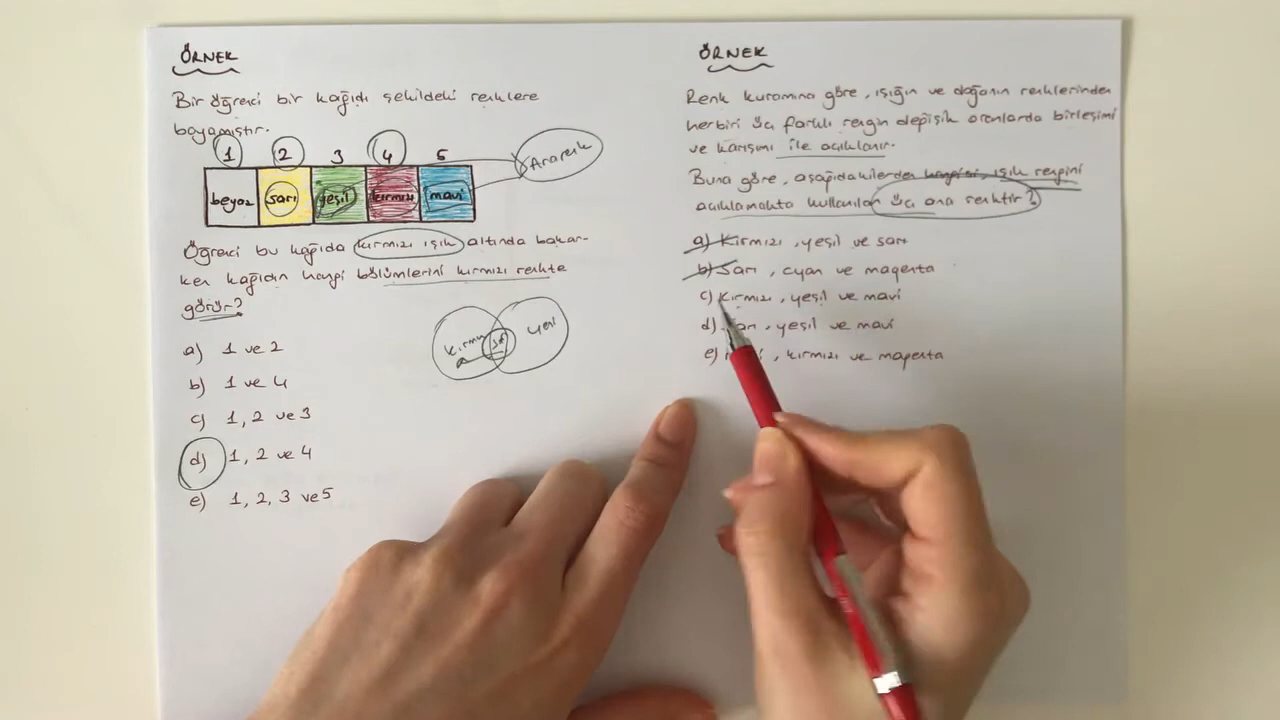 ÖRNEK
Bir öğrenci bir kağıdı şekildeki renklere
boyamıştır.
1 2 3 4 5
beyaz sarı yeşil kırmızı mavi
Ara renk
Öğrenci bu kağıda kırmızı ışık altında bakar-
ken kağıdın hangi bölümlerini kırmızı renkte
görür?
a) 1 ve 2
b) 1 ve 4
c) 1, 2 ve 3
d) 1, 2 ve 4
e) 1, 2, 3 ve 5
ÖRNEK
Renk kuramına göre, ışığın ve doğanın renklerinden
herbiri üç farklı rengin değişik oranlarda birleşimi
ve karışımı ile açıklanır.
Buna göre, aşağıdakilerden hangisi, ışık rengini
açıklamakta kullanılan üç ana renktir?
a) Kırmızı, yeşil ve sarı
b) Sarı, cyan ve magenta
c) Kırmızı, yeşil ve mavi
d) , yeşil ve mavi
e) , kırmızı ve magenta